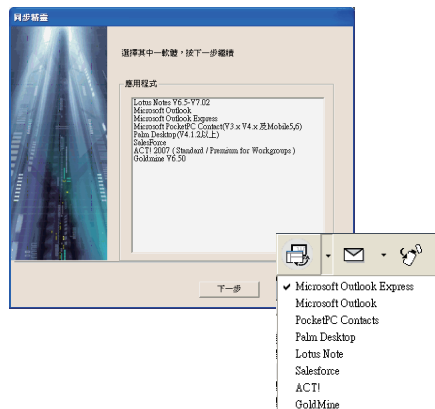 同步精靈
選擇其中一軟體，按下一步繼續
應用程式
Lotus Notes V6.5-V7.02
Microsoft Outlook
Microsoft Outlook Express
Microsoft PocketPC Contact(V3.x V4.x 及Mobile5,6)
Palm Desktop(V4.1.2以上)
SalesForce
ACT! 2007 ( Standard / Premium for Workgroups )
Goldmine V6.50
下一步
Microsoft Outlook Express
Microsoft Outlook
PocketPC Contacts
Palm Desktop
Lotus Note
Salesforce
ACT!
GoldMine